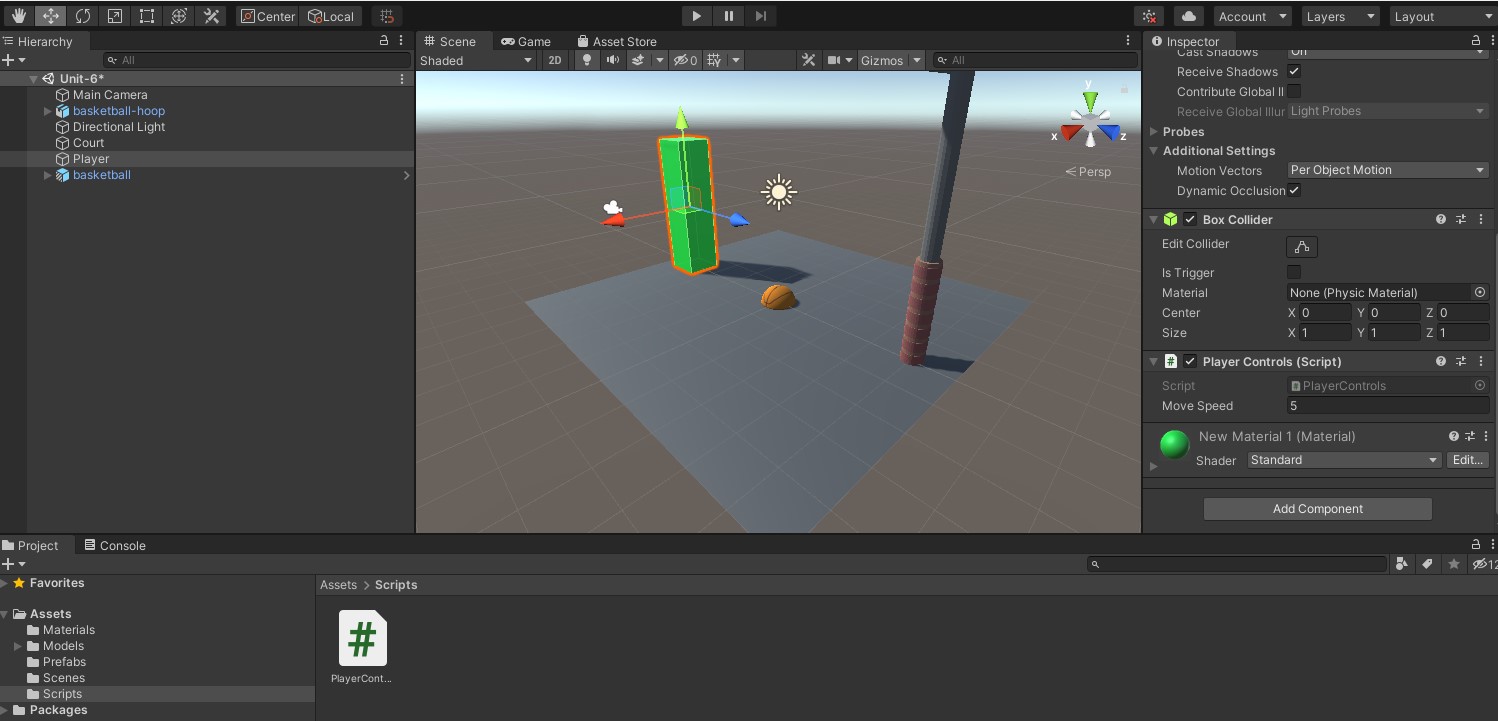 Center Local Account Layers Layout
Hierarchy
All
Unit-6*
Main Camera
basketball-hoop
Directional Light
Court
Player
basketball
Scene Game Asset Store
Shaded 2D 0 Gizmos All
y
x z
Persp
Inspector
Cast Shadows On
Receive Shadows
Contribute Global Il
Receive Global Illur Light Probes
Probes
Additional Settings
Motion Vectors Per Object Motion
Dynamic Occlusion
Box Collider
Edit Collider
Is Trigger
Material None (Physic Material)
Center X 0 Y 0 Z 0
Size X 1 Y 1 Z 1
# Player Controls (Script)
Script PlayerControls
Move Speed 5
New Material 1 (Material)
Shader Standard Edit...
Add Component
Project Console
12
Favorites
Assets
Materials
Models
Prefabs
Scenes
Scripts
Packages
Assets > Scripts
#
PlayerCont...